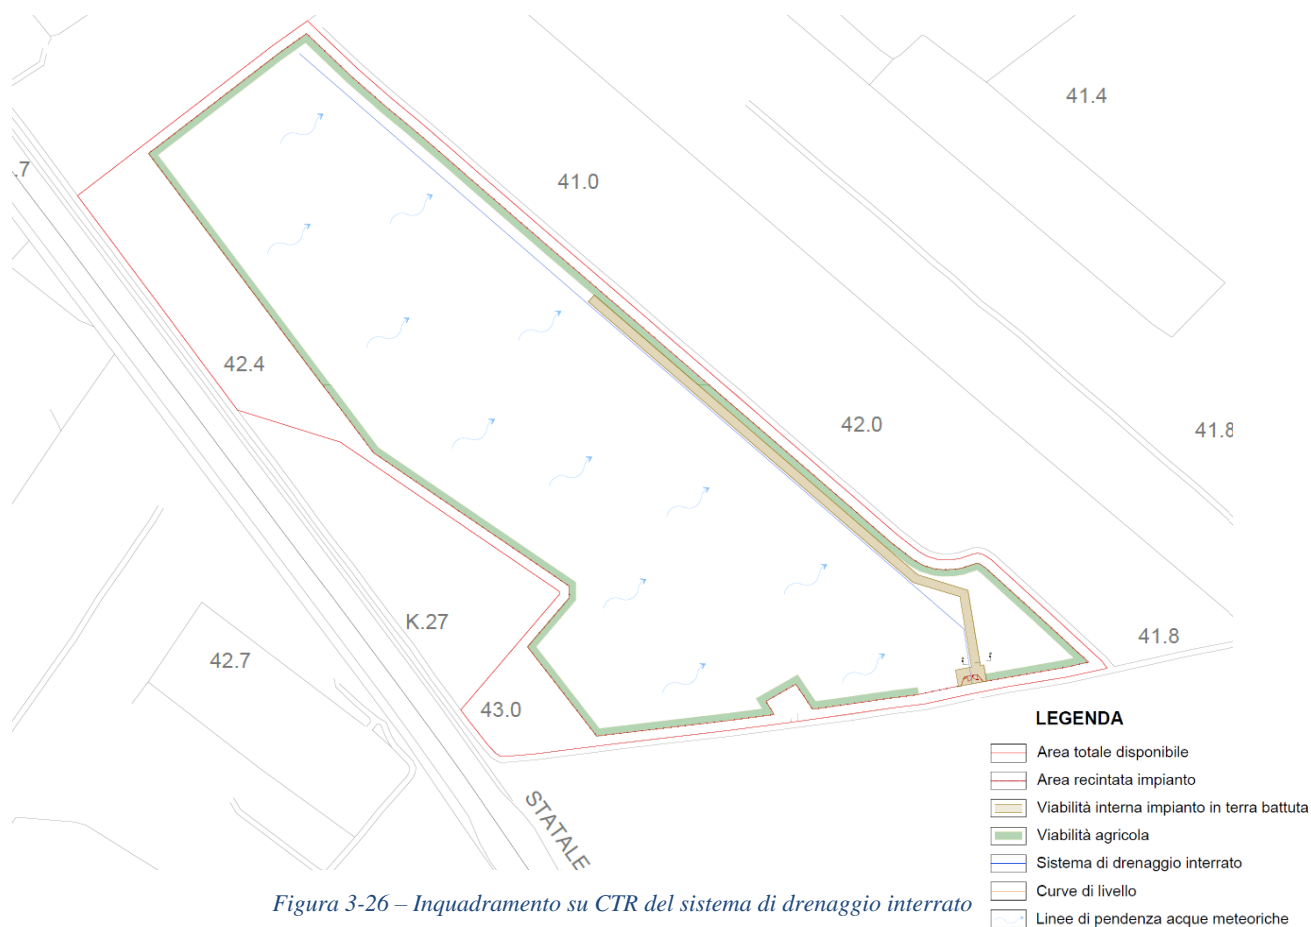 41.4
.7
41.0
42.4
42.0
41.8
K.27
41.8
42.7
43.0
STATALE
LEGENDA
Area totale disponibile
Area recintata impianto
Viabilità interna impianto in terra battuta
Viabilità agricola
Sistema di drenaggio interrato
Curve di livello
Linee di pendenza acque meteoriche
Figura 3-26 – Inquadramento su CTR del sistema di drenaggio interrato